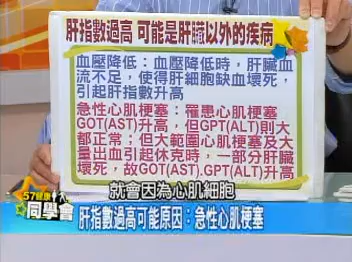 肝指數過高 可能是肝臟以外的疾病
血壓降低：血壓降低時，肝臟血
流不足，使得肝細胞缺血壞死，
引起肝指數升高
急性心肌梗塞：罹患心肌梗塞
GOT(AST)升高，但GPT(ALT)則大
都正常；但大範圍心肌梗塞及大
量出血引起休克時，一部分肝臟
壞死，故GOT(AST).GPT(ALT)升高
就會因為心肌細胞
57健康
同學會
肝指數過高可能原因：急性心肌梗塞